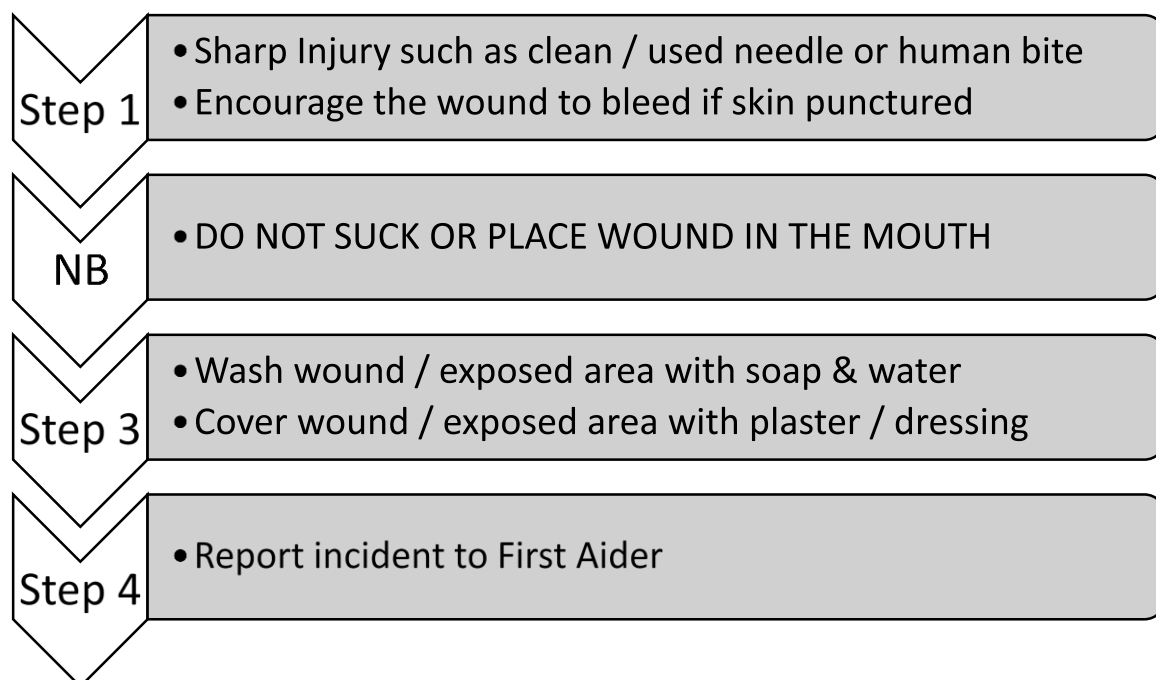 Step 1
• Sharp Injury such as clean / used needle or human bite
• Encourage the wound to bleed if skin punctured
NB
• DO NOT SUCK OR PLACE WOUND IN THE MOUTH
Step 3
• Wash wound / exposed area with soap & water
• Cover wound / exposed area with plaster / dressing
Step 4
• Report incident to First Aider